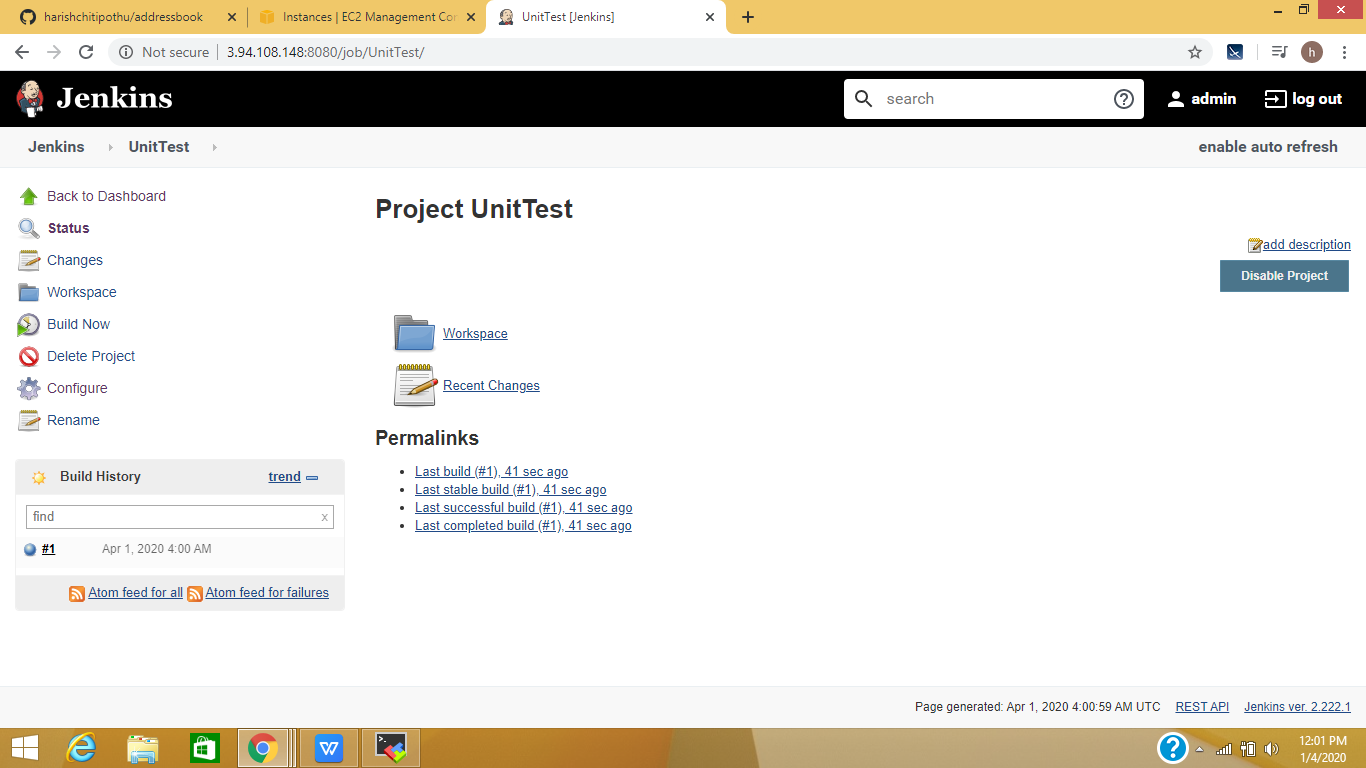 harishchitipothu/addressbook
Instances | EC2 Management Con
UnitTest [Jenkins]
Not secure
3.94.108.148:8080/job/UnitTest/
h
Jenkins
search
admin
log out
Jenkins
UnitTest
enable auto refresh
Back to Dashboard
Status
Changes
Workspace
Build Now
Delete Project
Configure
Rename
Build History
trend
find
x
#1
Apr 1, 2020 4:00 AM
Atom feed for all
Atom feed for failures
Project UnitTest
add description
Disable Project
Workspace
Recent Changes
Permalinks
Last build (#1), 41 sec ago
Last stable build (#1), 41 sec ago
Last successful build (#1), 41 sec ago
Last completed build (#1), 41 sec ago
Page generated: Apr 1, 2020 4:00:59 AM UTC
REST API
Jenkins ver. 2.222.1
12:01 PM
1/4/2020